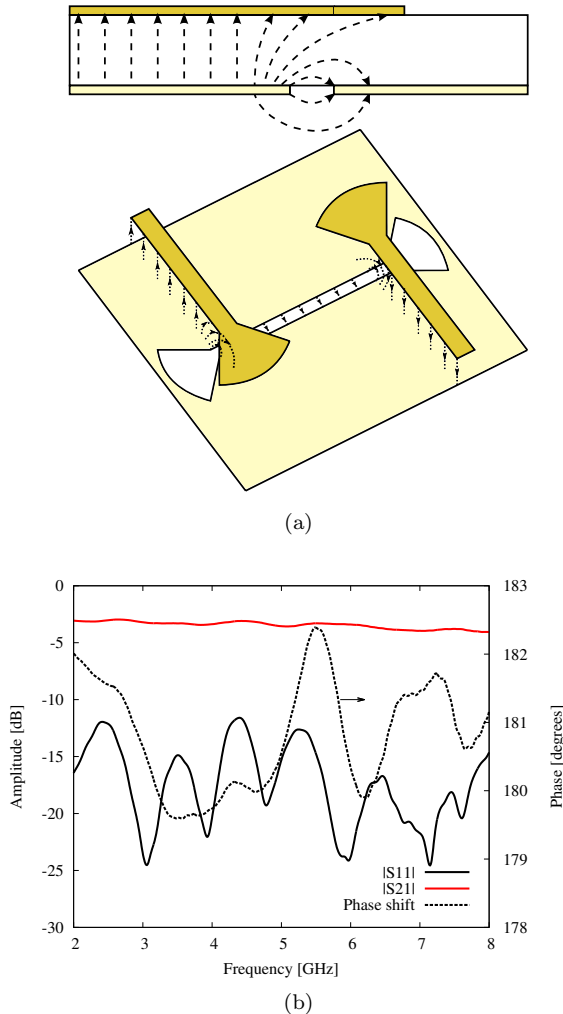 (a)
0
-5
-10
-15
-20
-25
-30
Amplitude [dB]
183
182
181
180
179
178
Phase [degrees]
|S11|
|S21|
Phase shift
2 3 4 5 6 7 8
Frequency [GHz]
(b)